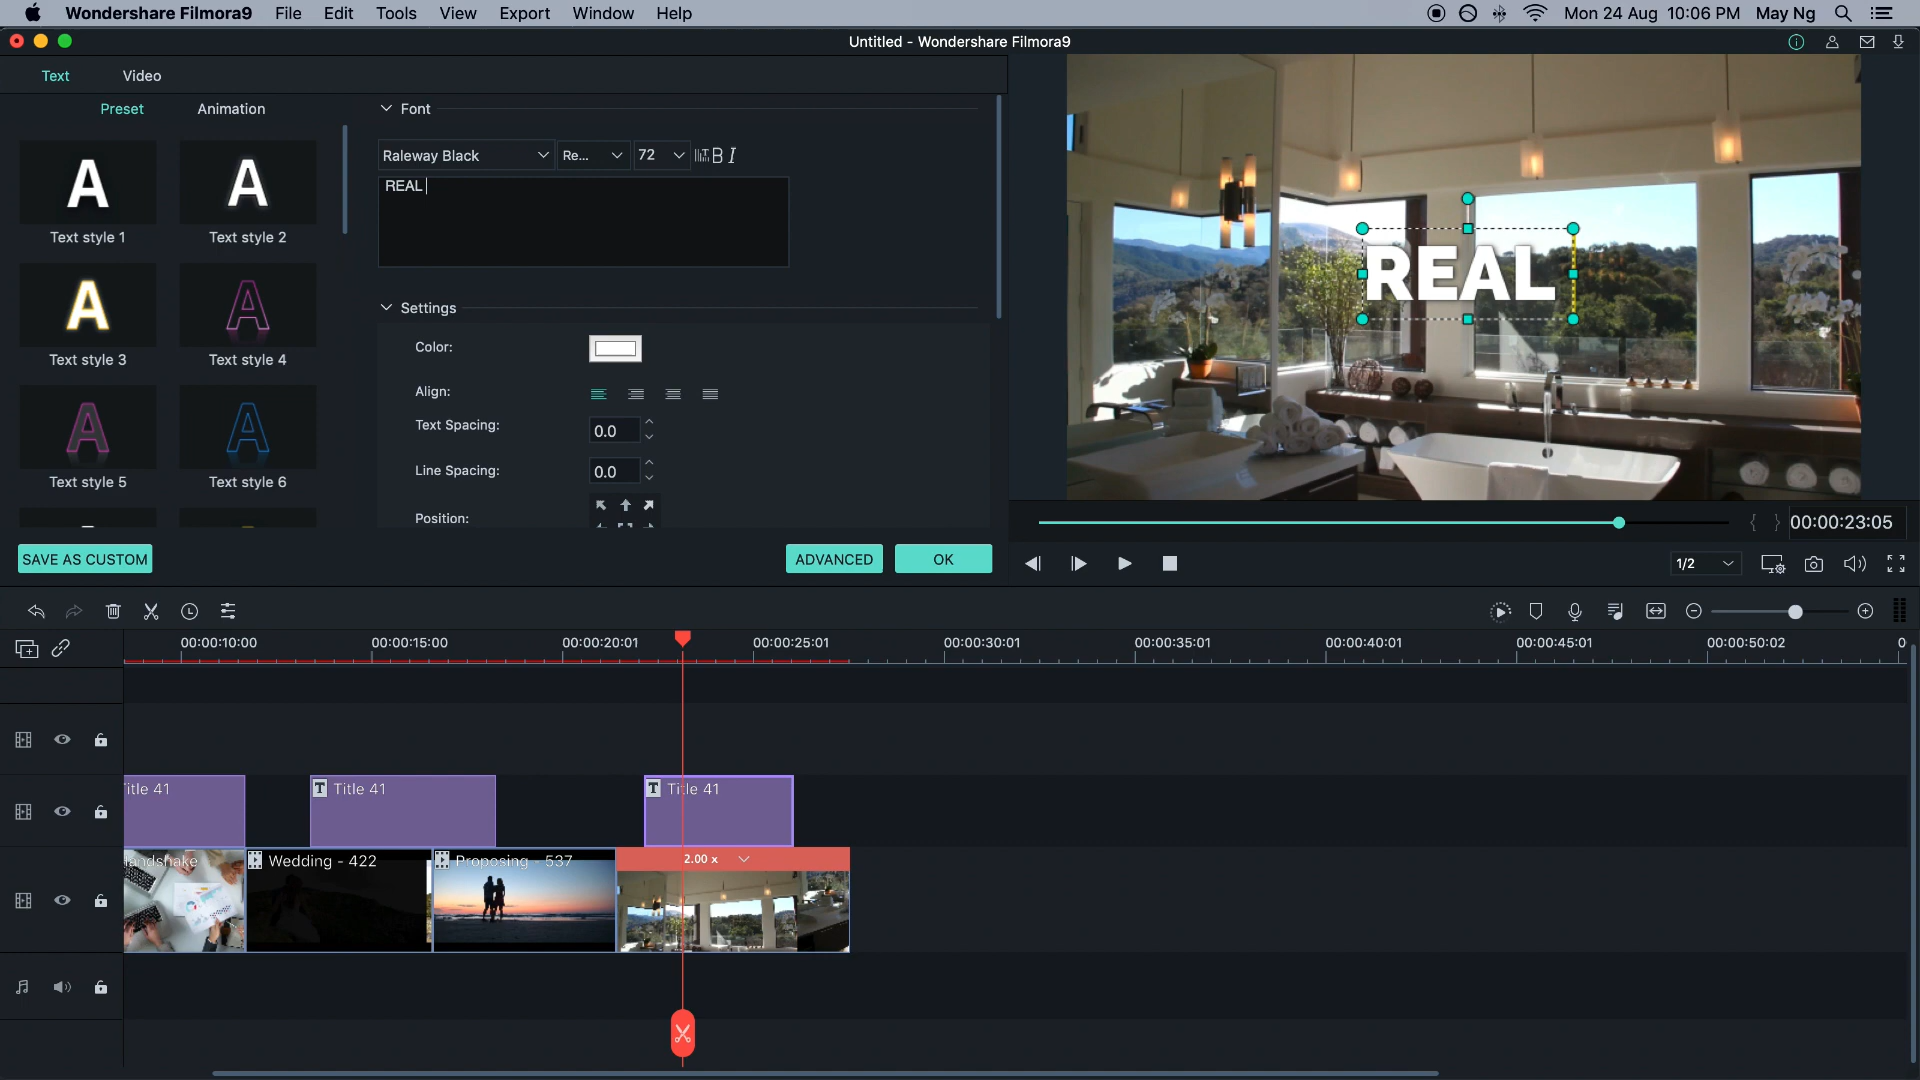 Wondershare Filmora9 File Edit Tools View Export Window Help Mon 24 Aug 10:06 PM May Ng
Untitled - Wondershare Filmora9
Text Video
Preset Animation
Font
Raleway Black Re... 72 B I
REAL
A A
Text style 1 Text style 2
A A
Text style 3 Text style 4
A A
Text style 5 Text style 6
Settings
Color:
Align:
Text Spacing: 0.0
Line Spacing: 0.0
Position:
SAVE AS CUSTOM ADVANCED OK
REAL
{ } 00:00:23:05
1/2
00:00:10:00 00:00:15:00 00:00:20:01 00:00:25:01 00:00:30:01 00:00:35:01 00:00:40:01 00:00:45:01 00:00:50:02 0
itle 41 T Title 41 T Title 41
andshake Wedding - 422 Proposing - 537 2.00 x